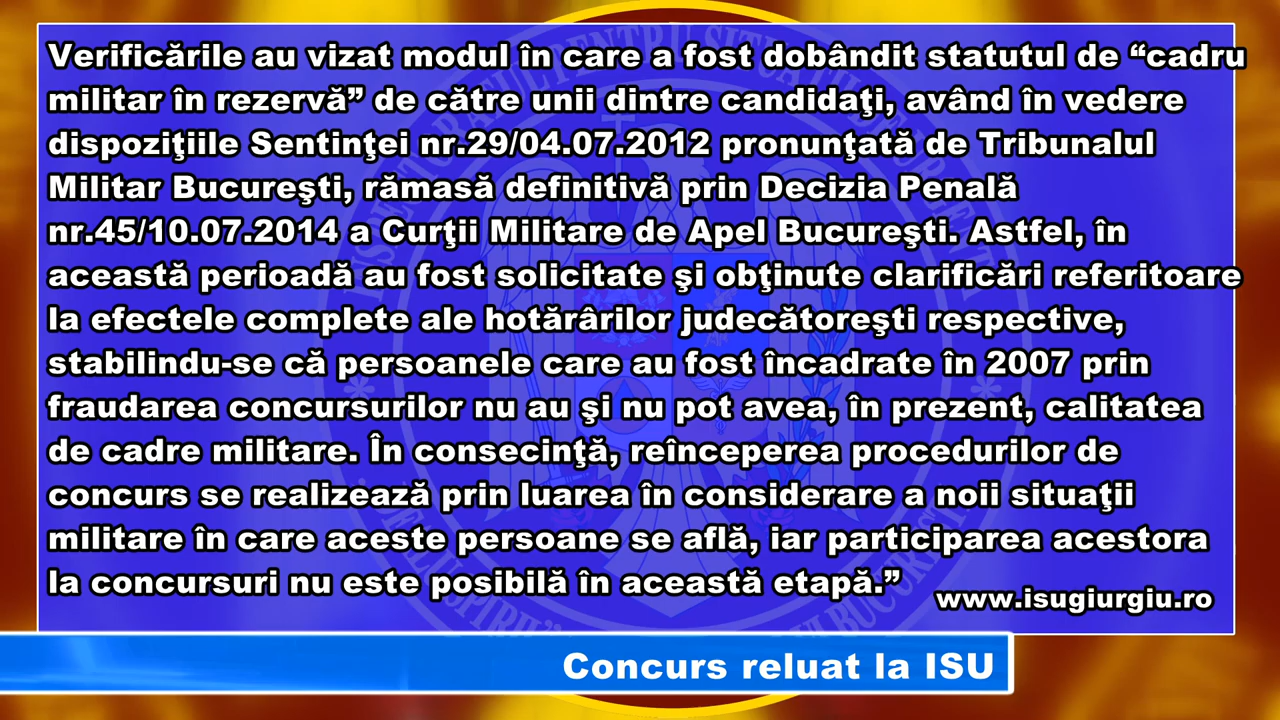 Verificările au vizat modul în care a fost dobândit statutul de “cadru
militar în rezervă” de către unii dintre candidaţi, având în vedere
dispoziţiile Sentinţei nr.29/04.07.2012 pronunţată de Tribunalul
Militar Bucureşti, rămasă definitivă prin Decizia Penală
nr.45/10.07.2014 a Curţii Militare de Apel Bucureşti. Astfel, în
această perioadă au fost solicitate şi obţinute clarificări referitoare
la efectele complete ale hotărârilor judecătoreşti respective,
stabilindu-se că persoanele care au fost încadrate în 2007 prin
fraudarea concursurilor nu au şi nu pot avea, în prezent, calitatea
de cadre militare. În consecinţă, reînceperea procedurilor de
concurs se realizează prin luarea în considerare a noii situaţii
militare în care aceste persoane se află, iar participarea acestora
la concursuri nu este posibilă în această etapă.”
www.isugiurgiu.ro
Concurs reluat la ISU